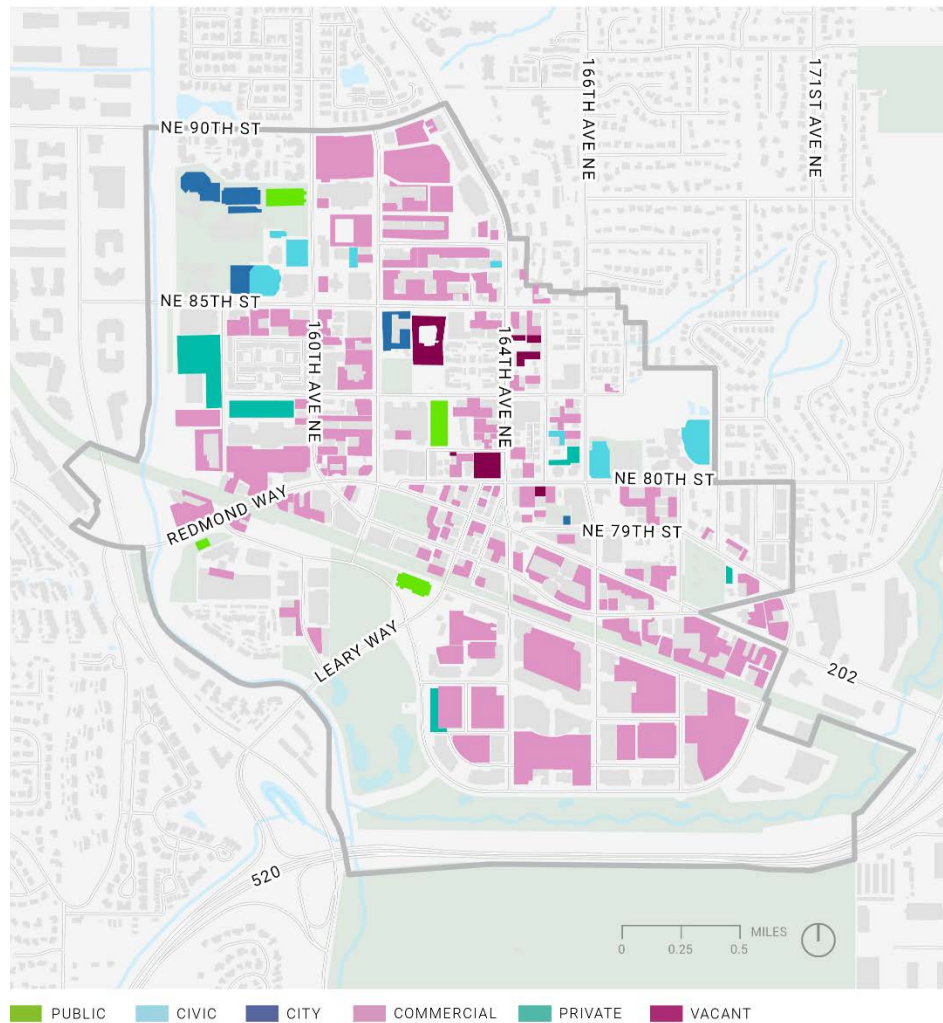 166TH AVE NE
171ST AVE NE
NE 90TH ST
NE 85TH ST
160TH AVE NE
164TH AVE NE
NE 80TH ST
REDMOND WAY
NE 79TH ST
LEARY WAY
202
520
MILES
0 0.25 0.5
PUBLIC CIVIC CITY COMMERCIAL PRIVATE VACANT